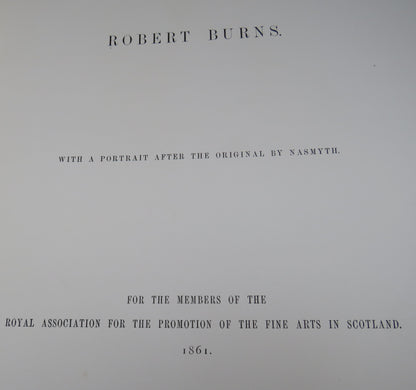 ROBERT BURNS.
WITH A PORTRAIT AFTER THE ORIGINAL BY NASMYTH.
FOR THE MEMBERS OF THE
ROYAL ASSOCIATION FOR THE PROMOTION OF THE FINE ARTS IN SCOTLAND.
1861.